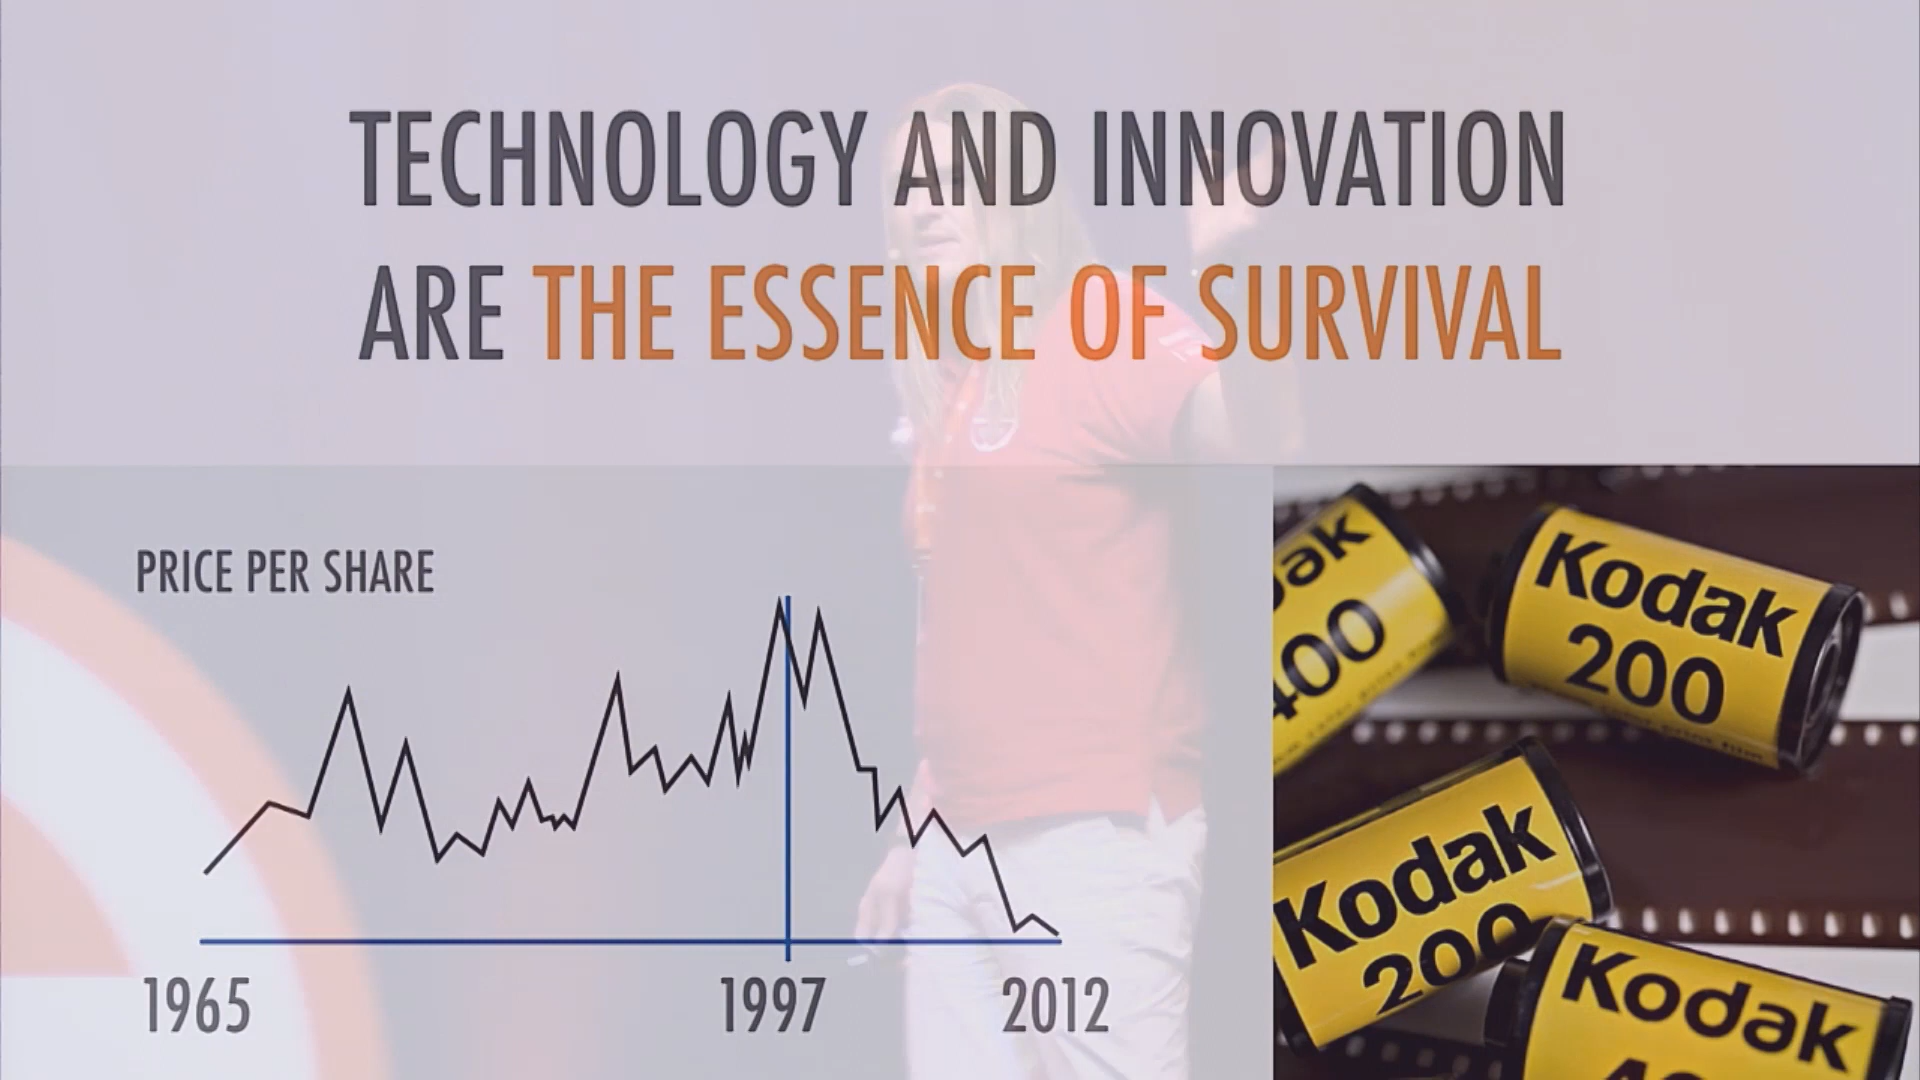 TECHNOLOGY AND INNOVATION
ARE THE ESSENCE OF SURVIVAL
PRICE PER SHARE
1965
1997
2012
dak
400
Kodak
200
Kodak
200
Kodak